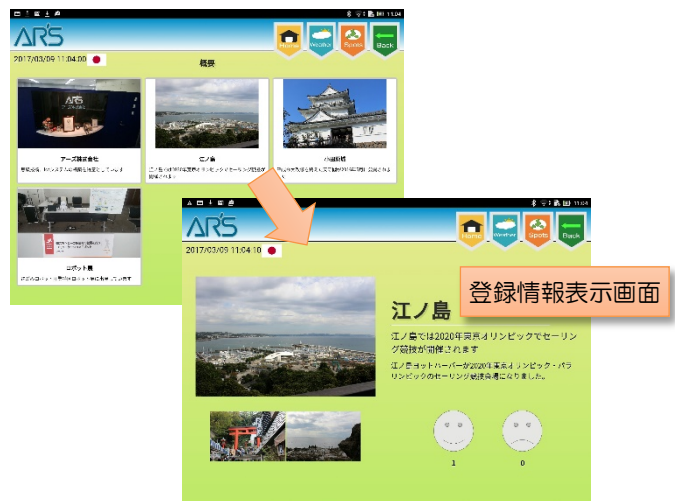 11:04
ARS
Home
Weather
Spots
Back
2017/03/09 11:04:00
概要
アーズ株式会社
江ノ島
小田原城
ロボット展
11:04
ARS
Home
Weather
Spots
Back
2017/03/09 11:04:10
登録情報表示画面
江ノ島
江ノ島では2020年東京オリンピックでセーリン
グ競技が開催されます
江ノ島ヨットハーバーが2020年東京オリンピック・パラ
リンピックのセーリング競技会場になりました。
1
0